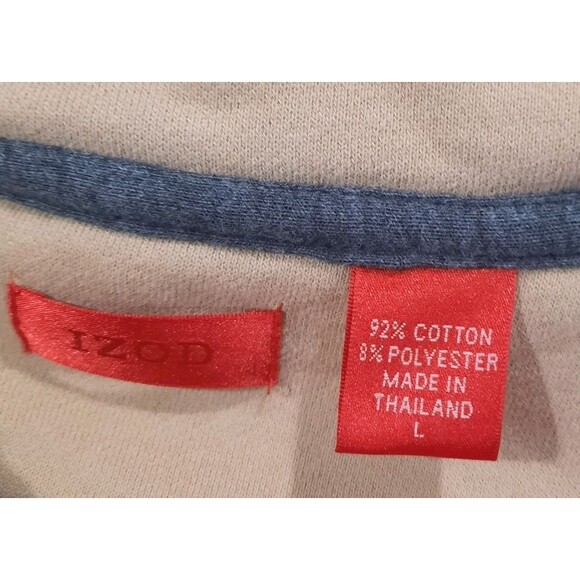 IZOD
92% COTTON
8% POLYESTER
MADE IN
THAILAND
L